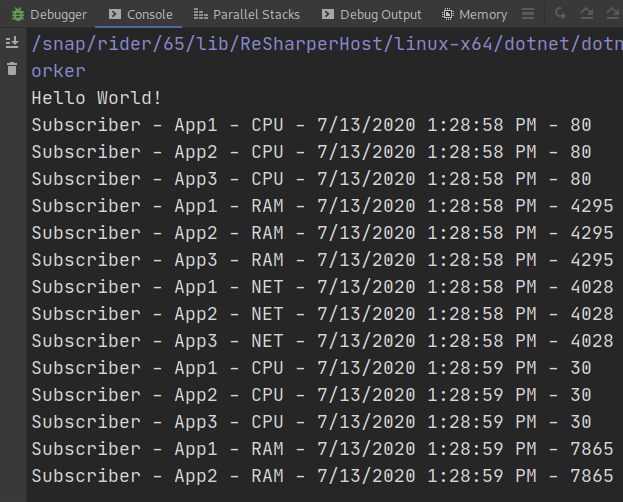 Debugger Console Parallel Stacks Debug Output Memory
/snap/rider/65/lib/ReSharperHost/linux-x64/dotnet/dotn
orker
Hello World!
Subscriber - App1 - CPU - 7/13/2020 1:28:58 PM - 80
Subscriber - App2 - CPU - 7/13/2020 1:28:58 PM - 80
Subscriber - App3 - CPU - 7/13/2020 1:28:58 PM - 80
Subscriber - App1 - RAM - 7/13/2020 1:28:58 PM - 4295
Subscriber - App2 - RAM - 7/13/2020 1:28:58 PM - 4295
Subscriber - App3 - RAM - 7/13/2020 1:28:58 PM - 4295
Subscriber - App1 - NET - 7/13/2020 1:28:58 PM - 4028
Subscriber - App2 - NET - 7/13/2020 1:28:58 PM - 4028
Subscriber - App3 - NET - 7/13/2020 1:28:58 PM - 4028
Subscriber - App1 - CPU - 7/13/2020 1:28:59 PM - 30
Subscriber - App2 - CPU - 7/13/2020 1:28:59 PM - 30
Subscriber - App3 - CPU - 7/13/2020 1:28:59 PM - 30
Subscriber - App1 - RAM - 7/13/2020 1:28:59 PM - 7865
Subscriber - App2 - RAM - 7/13/2020 1:28:59 PM - 7865